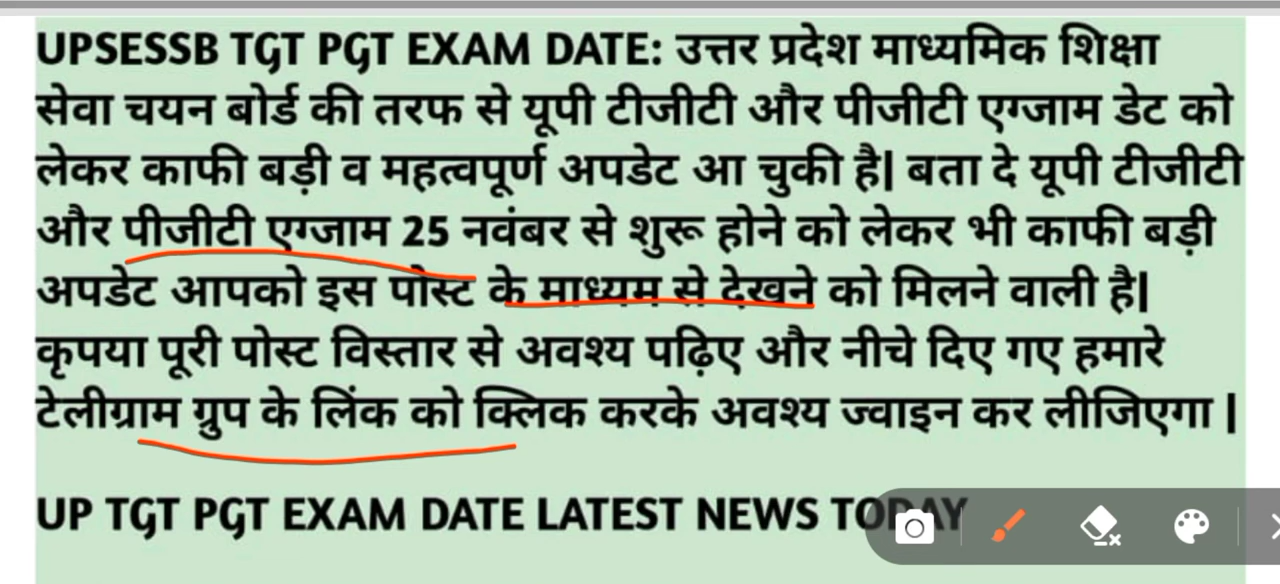 UPSESSB TGT PGT EXAM DATE: उत्तर प्रदेश माध्यमिक शिक्षा
सेवा चयन बोर्ड की तरफ से यूपी टीजीटी और पीजीटी एग्जाम डेट को
लेकर काफी बड़ी व महत्वपूर्ण अपडेट आ चुकी है| बता दे यूपी टीजीटी
और पीजीटी एग्जाम 25 नवंबर से शुरू होने को लेकर भी काफी बड़ी
अपडेट आपको इस पोस्ट के माध्यम से देखने को मिलने वाली है|
कृपया पूरी पोस्ट विस्तार से अवश्य पढ़िए और नीचे दिए गए हमारे
टेलीग्राम ग्रुप के लिंक को क्लिक करके अवश्य ज्वाइन कर लीजिएगा |
UP TGT PGT EXAM DATE LATEST NEWS TODAY